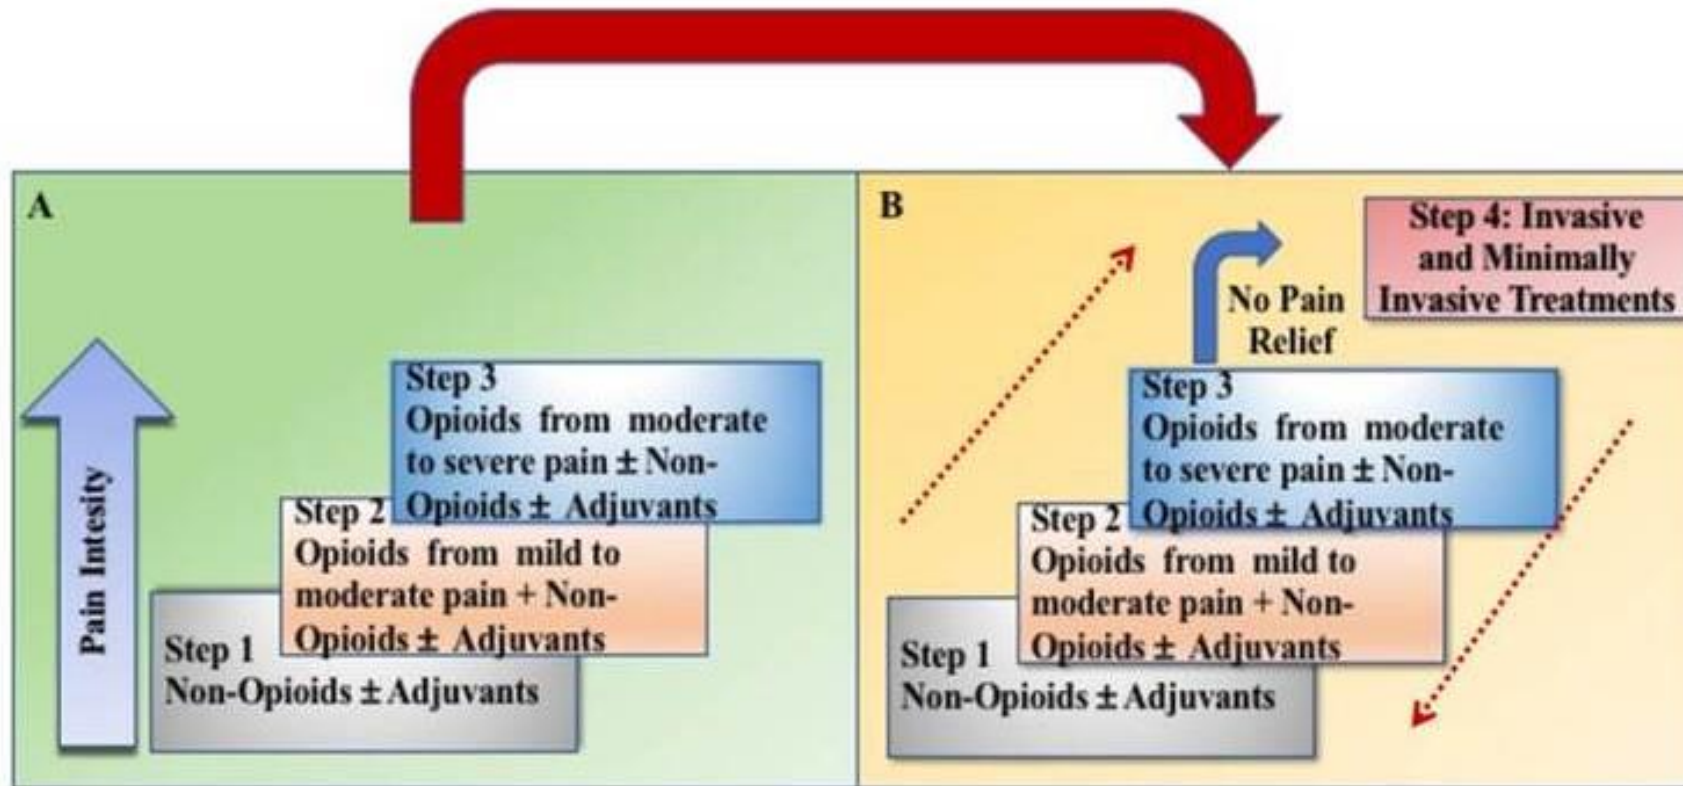 A
Pain Intesity
Step 3
Opioids from moderate
to severe pain ± Non-
Opioids ± Adjuvants
Step 2
Opioids from mild to
moderate pain + Non-
Opioids ± Adjuvants
Step 1
Non-Opioids ± Adjuvants
B
Step 4: Invasive
and Minimally
Invasive Treatments
No Pain
Relief
Step 3
Opioids from moderate
to severe pain ± Non-
Opioids ± Adjuvants
Step 2
Opioids from mild to
moderate pain + Non-
Opioids ± Adjuvants
Step 1
Non-Opioids ± Adjuvants